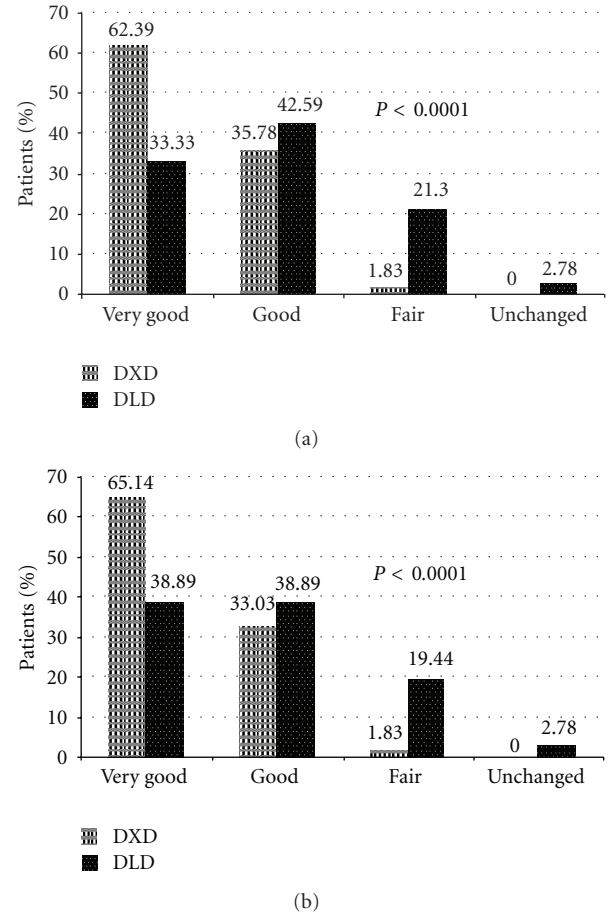 70
60
50
40
30
20
10
0
Patients (%)
62.39
33.33
35.78
42.59
P < 0.0001
1.83
21.3
0
2.78
Very good Good Fair Unchanged
DXD
DLD
(a)
70
60
50
40
30
20
10
0
Patients (%)
65.14
38.89
33.03
38.89
P < 0.0001
1.83
19.44
0
2.78
Very good Good Fair Unchanged
DXD
DLD
(b)